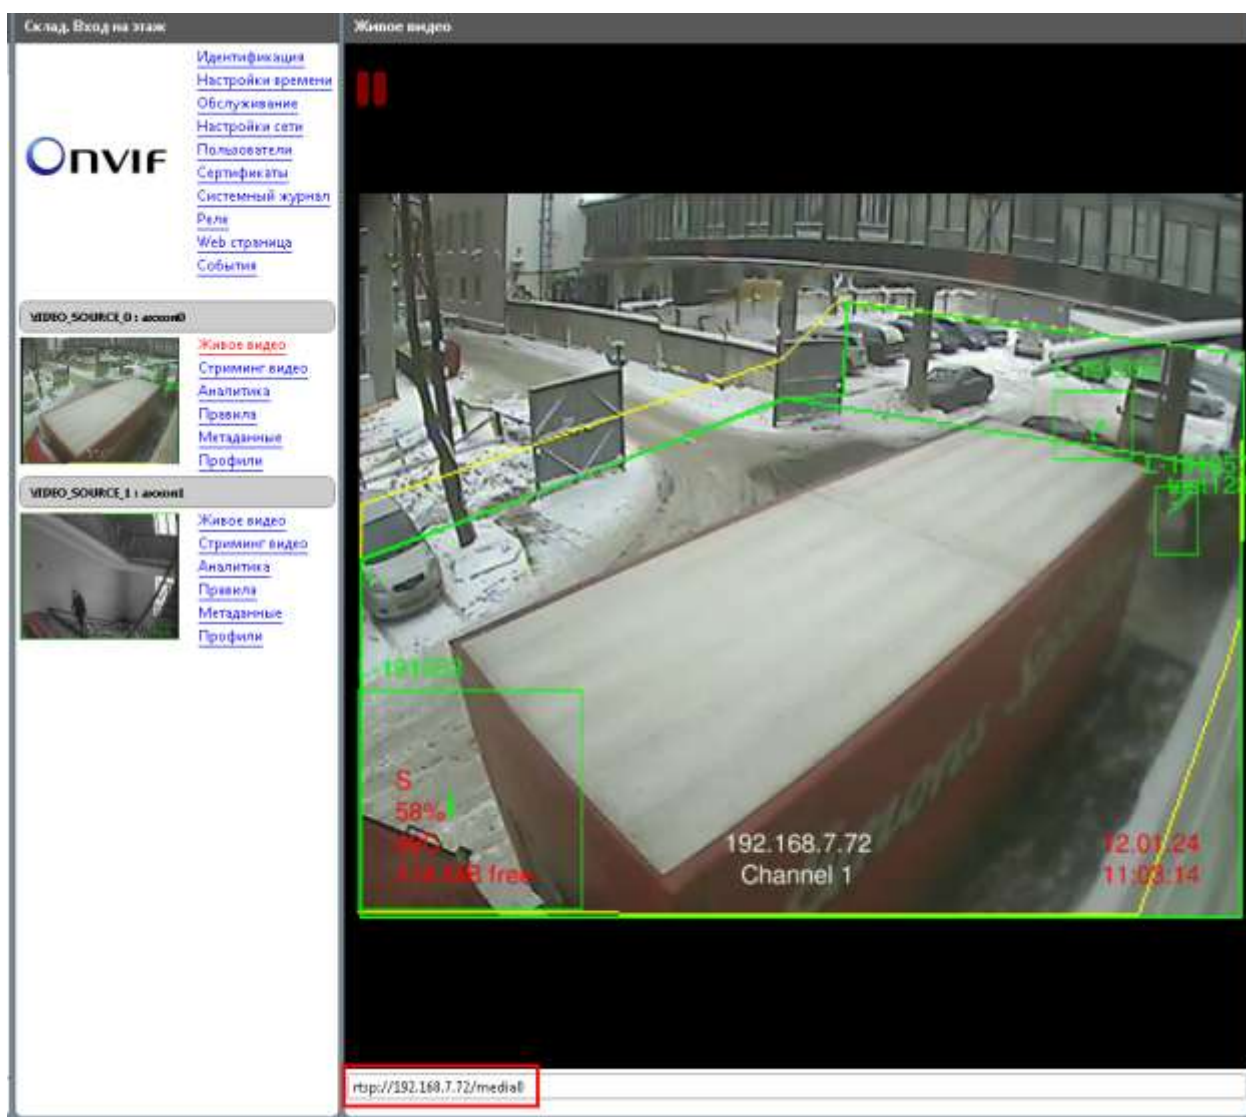 Склад. Вход на этаж
Живое видео
ONVIF
Идентификация
Настройки времени
Обслуживание
Настройки сети
Пользователи
Сертификаты
Системный журнал
Реле
Web страница
События
VIDEO_SOURCE_0 : axxon0
Живое видео
Стриминг видео
Аналитика
Правила
Метаданные
Профили
VIDEO_SOURCE_1 : axxon1
Живое видео
Стриминг видео
Аналитика
Правила
Метаданные
Профили
S
58%
free
192.168.7.72
Channel 1
12.01.24
11:03:14
rtsp://192.168.7.72/media0